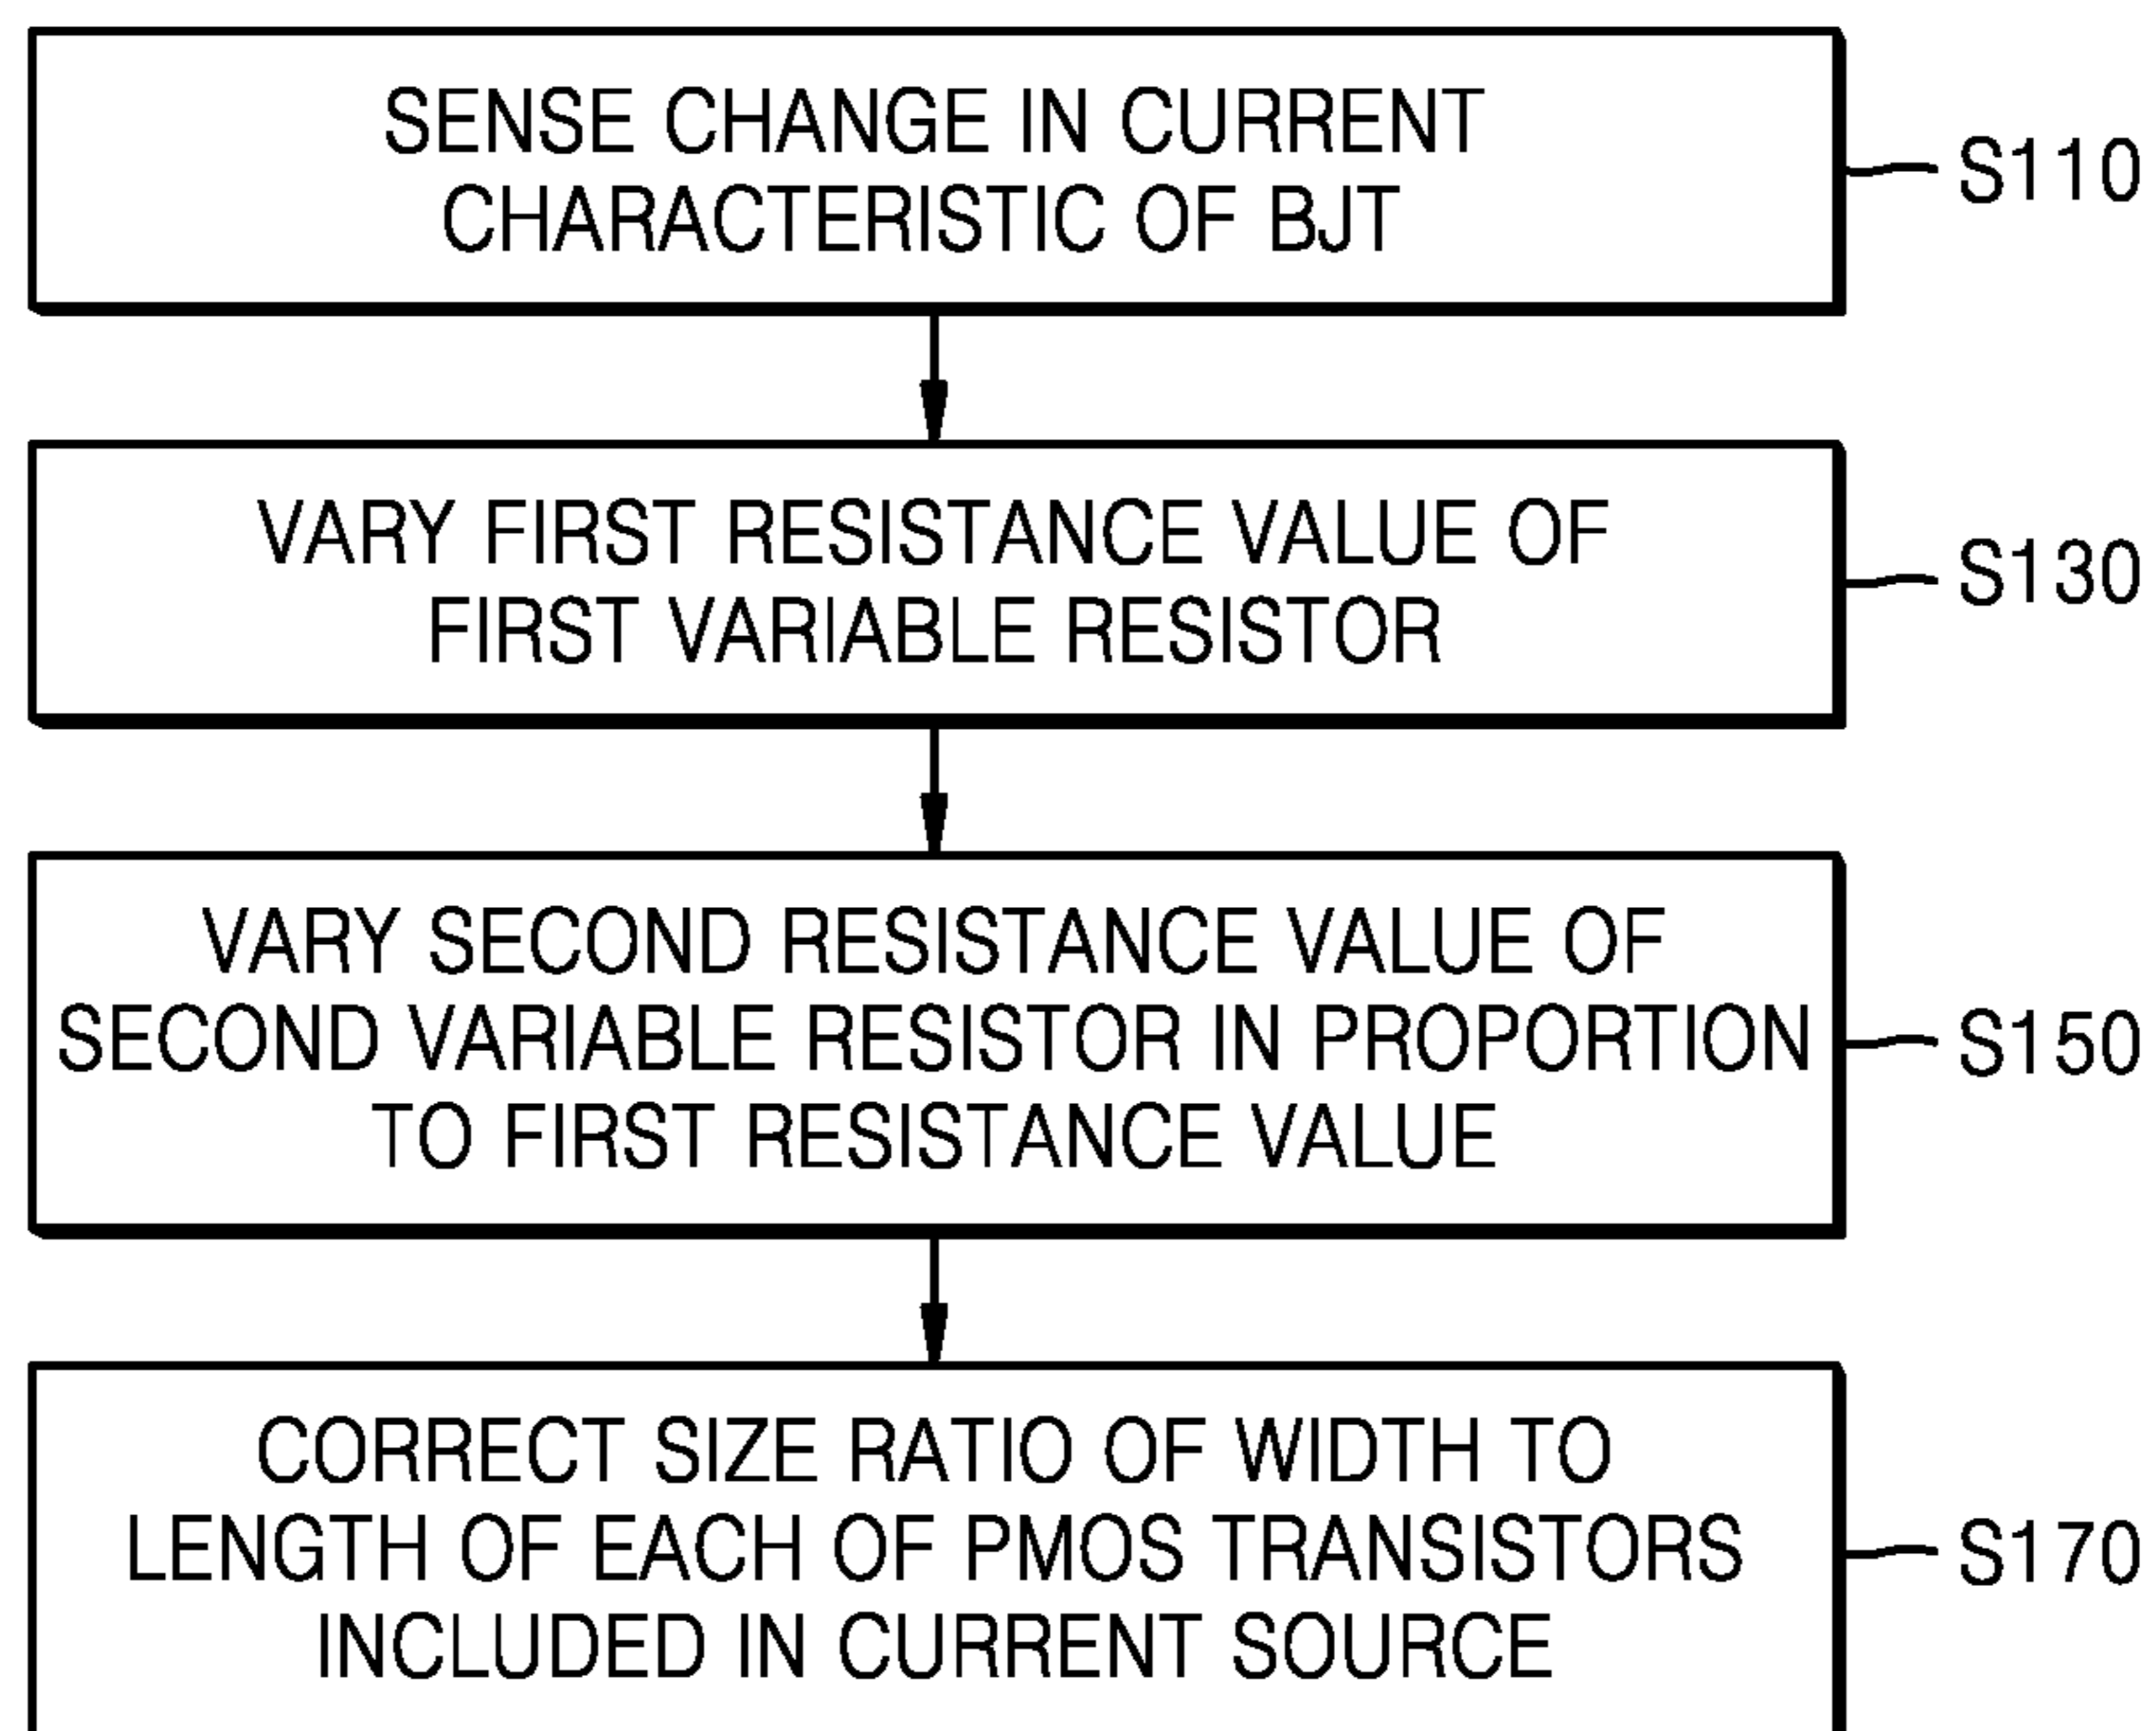 SENSE CHANGE IN CURRENT
CHARACTERISTIC OF BJT
S110
VARY FIRST RESISTANCE VALUE OF
FIRST VARIABLE RESISTOR
S130
VARY SECOND RESISTANCE VALUE OF
SECOND VARIABLE RESISTOR IN PROPORTION
TO FIRST RESISTANCE VALUE
S150
CORRECT SIZE RATIO OF WIDTH TO
LENGTH OF EACH OF PMOS TRANSISTORS
INCLUDED IN CURRENT SOURCE
S170